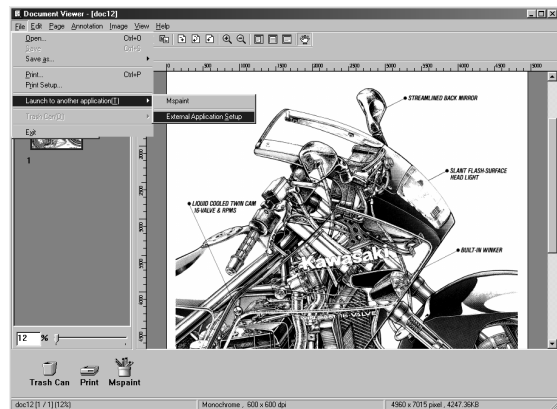 Document Viewer - [doc12]
File Edit Page Annotation Image View Help
Open... Ctrl+O
Save Ctrl+S
Save as...
Print... Ctrl+P
Print Setup...
Launch to another application(T)
Mspaint
External Application Setup
Trash Can(Z)
Exit
STREAMLINED BACK MIRROR
SLANT FLASH-SURFACE
HEAD LIGHT
LIQUID COOLED TWIN CAM
16-VALVE & RPMS
BUILT-IN WINKER
Kawasaki
16-VALVE
1
12 %
Trash Can Print Mspaint
doc12 [1 / 1] (12%) Monochrome , 600 x 600 dpi 4960 x 7015 pixel , 4247.36KB